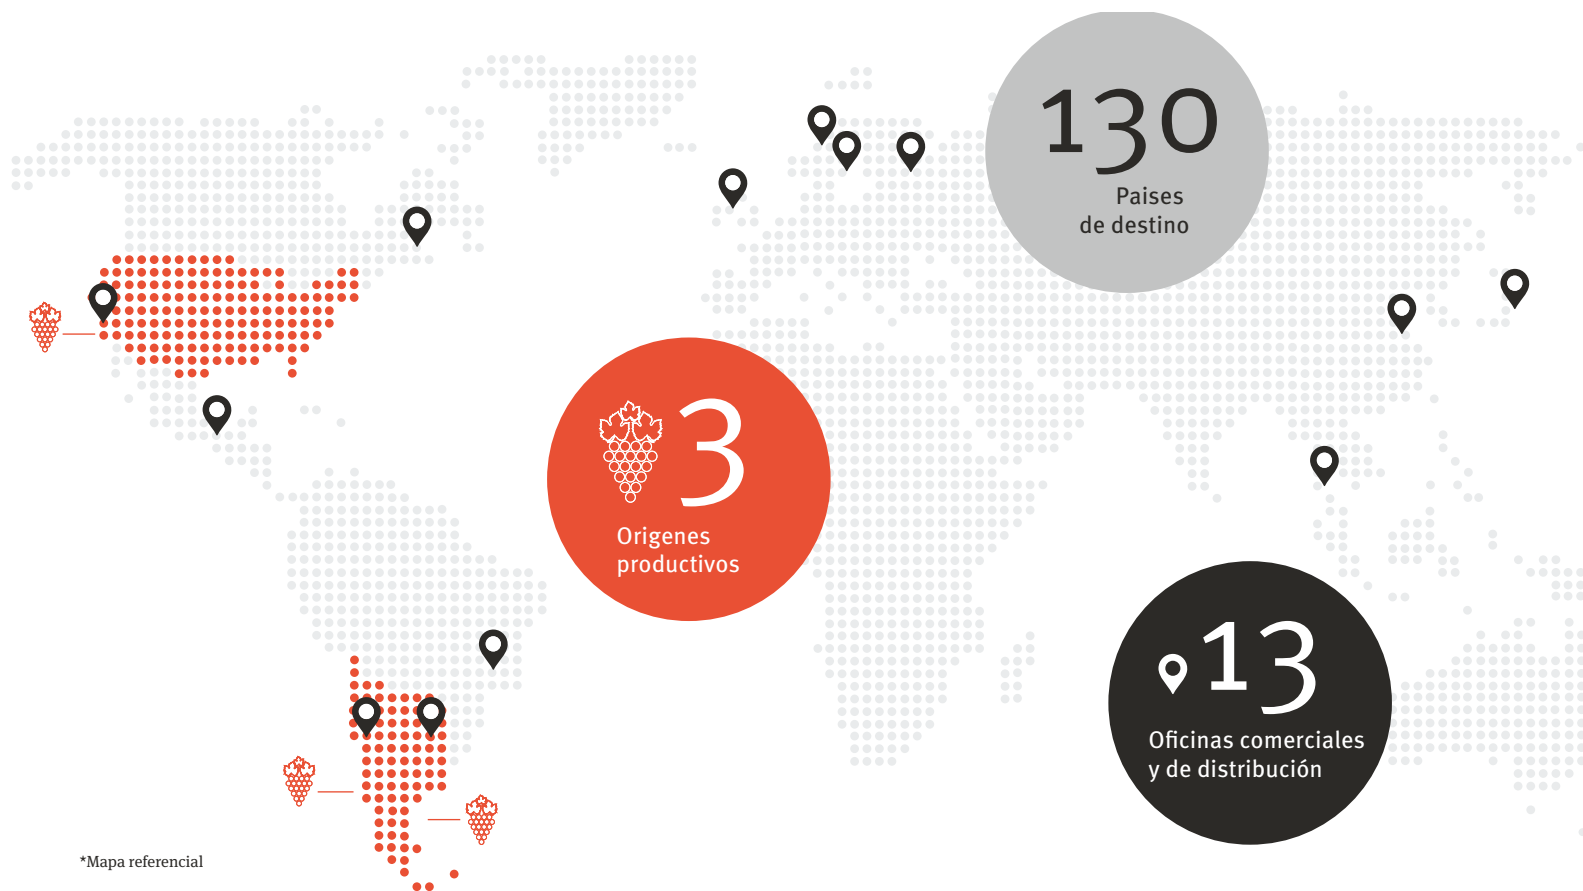 130
Paises
de destino
3
Origenes
productivos
13
Oficinas comerciales
y de distribución
*Mapa referencial